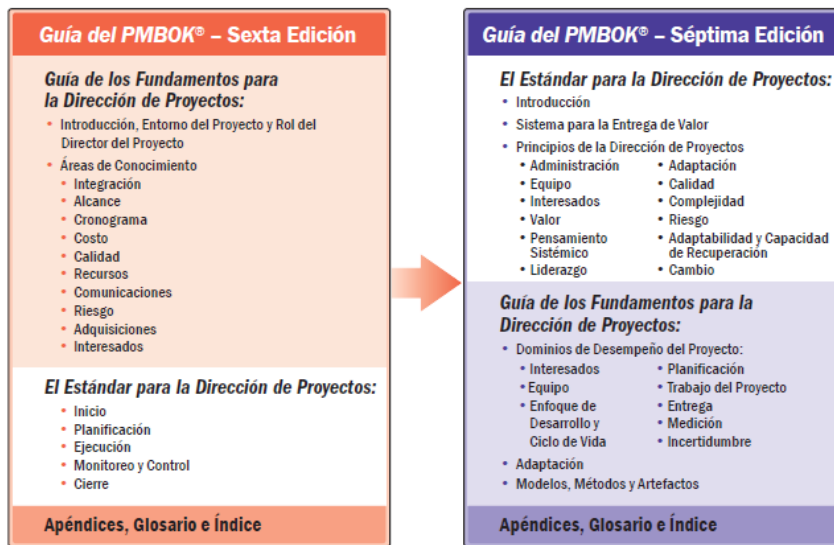 Guía del PMBOK® – Sexta Edición
Guía de los Fundamentos para
la Dirección de Proyectos:
• Introducción, Entorno del Proyecto y Rol del
Director del Proyecto
• Áreas de Conocimiento
• Integración
• Alcance
• Cronograma
• Costo
• Calidad
• Recursos
• Comunicaciones
• Riesgo
• Adquisiciones
• Interesados
El Estándar para la Dirección de Proyectos:
• Inicio
• Planificación
• Ejecución
• Monitoreo y Control
• Cierre
Apéndices, Glosario e Índice
Guía del PMBOK® – Séptima Edición
El Estándar para la Dirección de Proyectos:
• Introducción
• Sistema para la Entrega de Valor
• Principios de la Dirección de Proyectos
• Administración
• Equipo
• Interesados
• Valor
• Pensamiento
Sistémico
• Liderazgo
• Adaptación
• Calidad
• Complejidad
• Riesgo
• Adaptabilidad y Capacidad
de Recuperación
• Cambio
Guía de los Fundamentos para la
Dirección de Proyectos:
• Dominios de Desempeño del Proyecto:
• Interesados
• Equipo
• Enfoque de
Desarrollo y
Ciclo de Vida
• Planificación
• Trabajo del Proyecto
• Entrega
• Medición
• Incertidumbre
• Adaptación
• Modelos, Métodos y Artefactos
Apéndices, Glosario e Índice